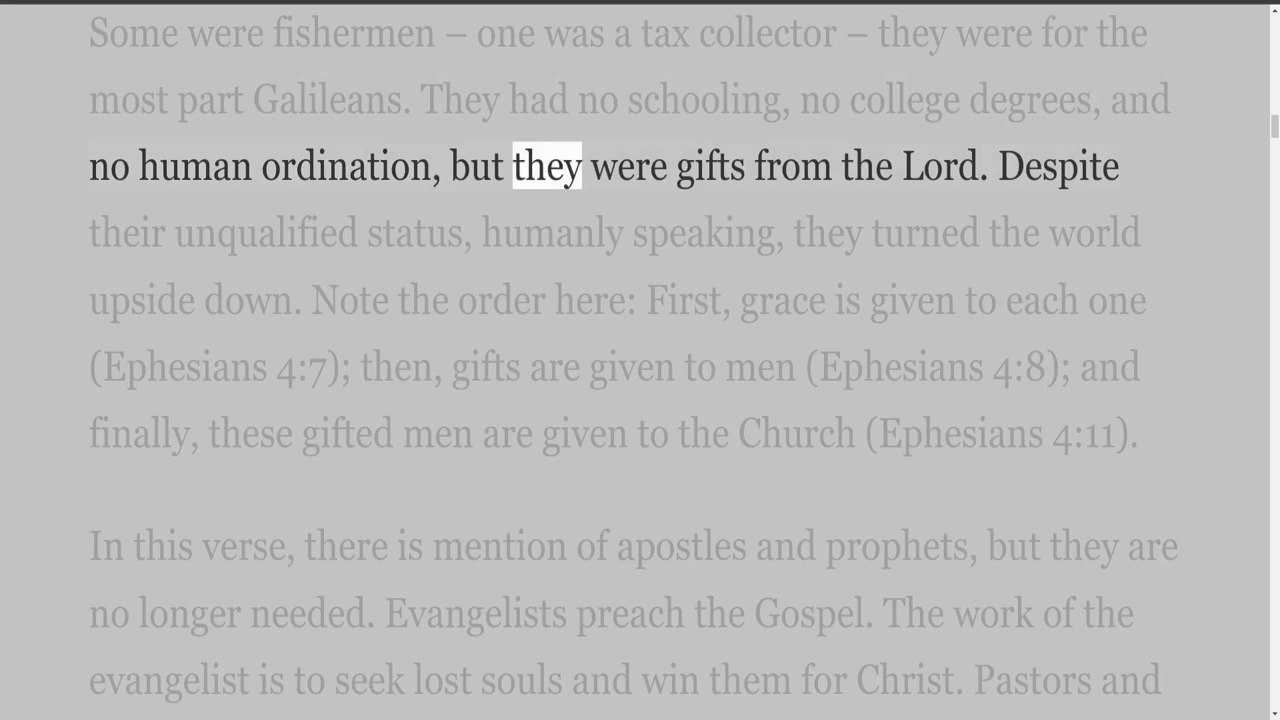 Some were fishermen – one was a tax collector – they were for the
most part Galileans. They had no schooling, no college degrees, and
no human ordination, but they were gifts from the Lord. Despite
their unqualified status, humanly speaking, they turned the world
upside down. Note the order here: First, grace is given to each one
(Ephesians 4:7); then, gifts are given to men (Ephesians 4:8); and
finally, these gifted men are given to the Church (Ephesians 4:11).
In this verse, there is mention of apostles and prophets, but they are
no longer needed. Evangelists preach the Gospel. The work of the
evangelist is to seek lost souls and win them for Christ. Pastors and